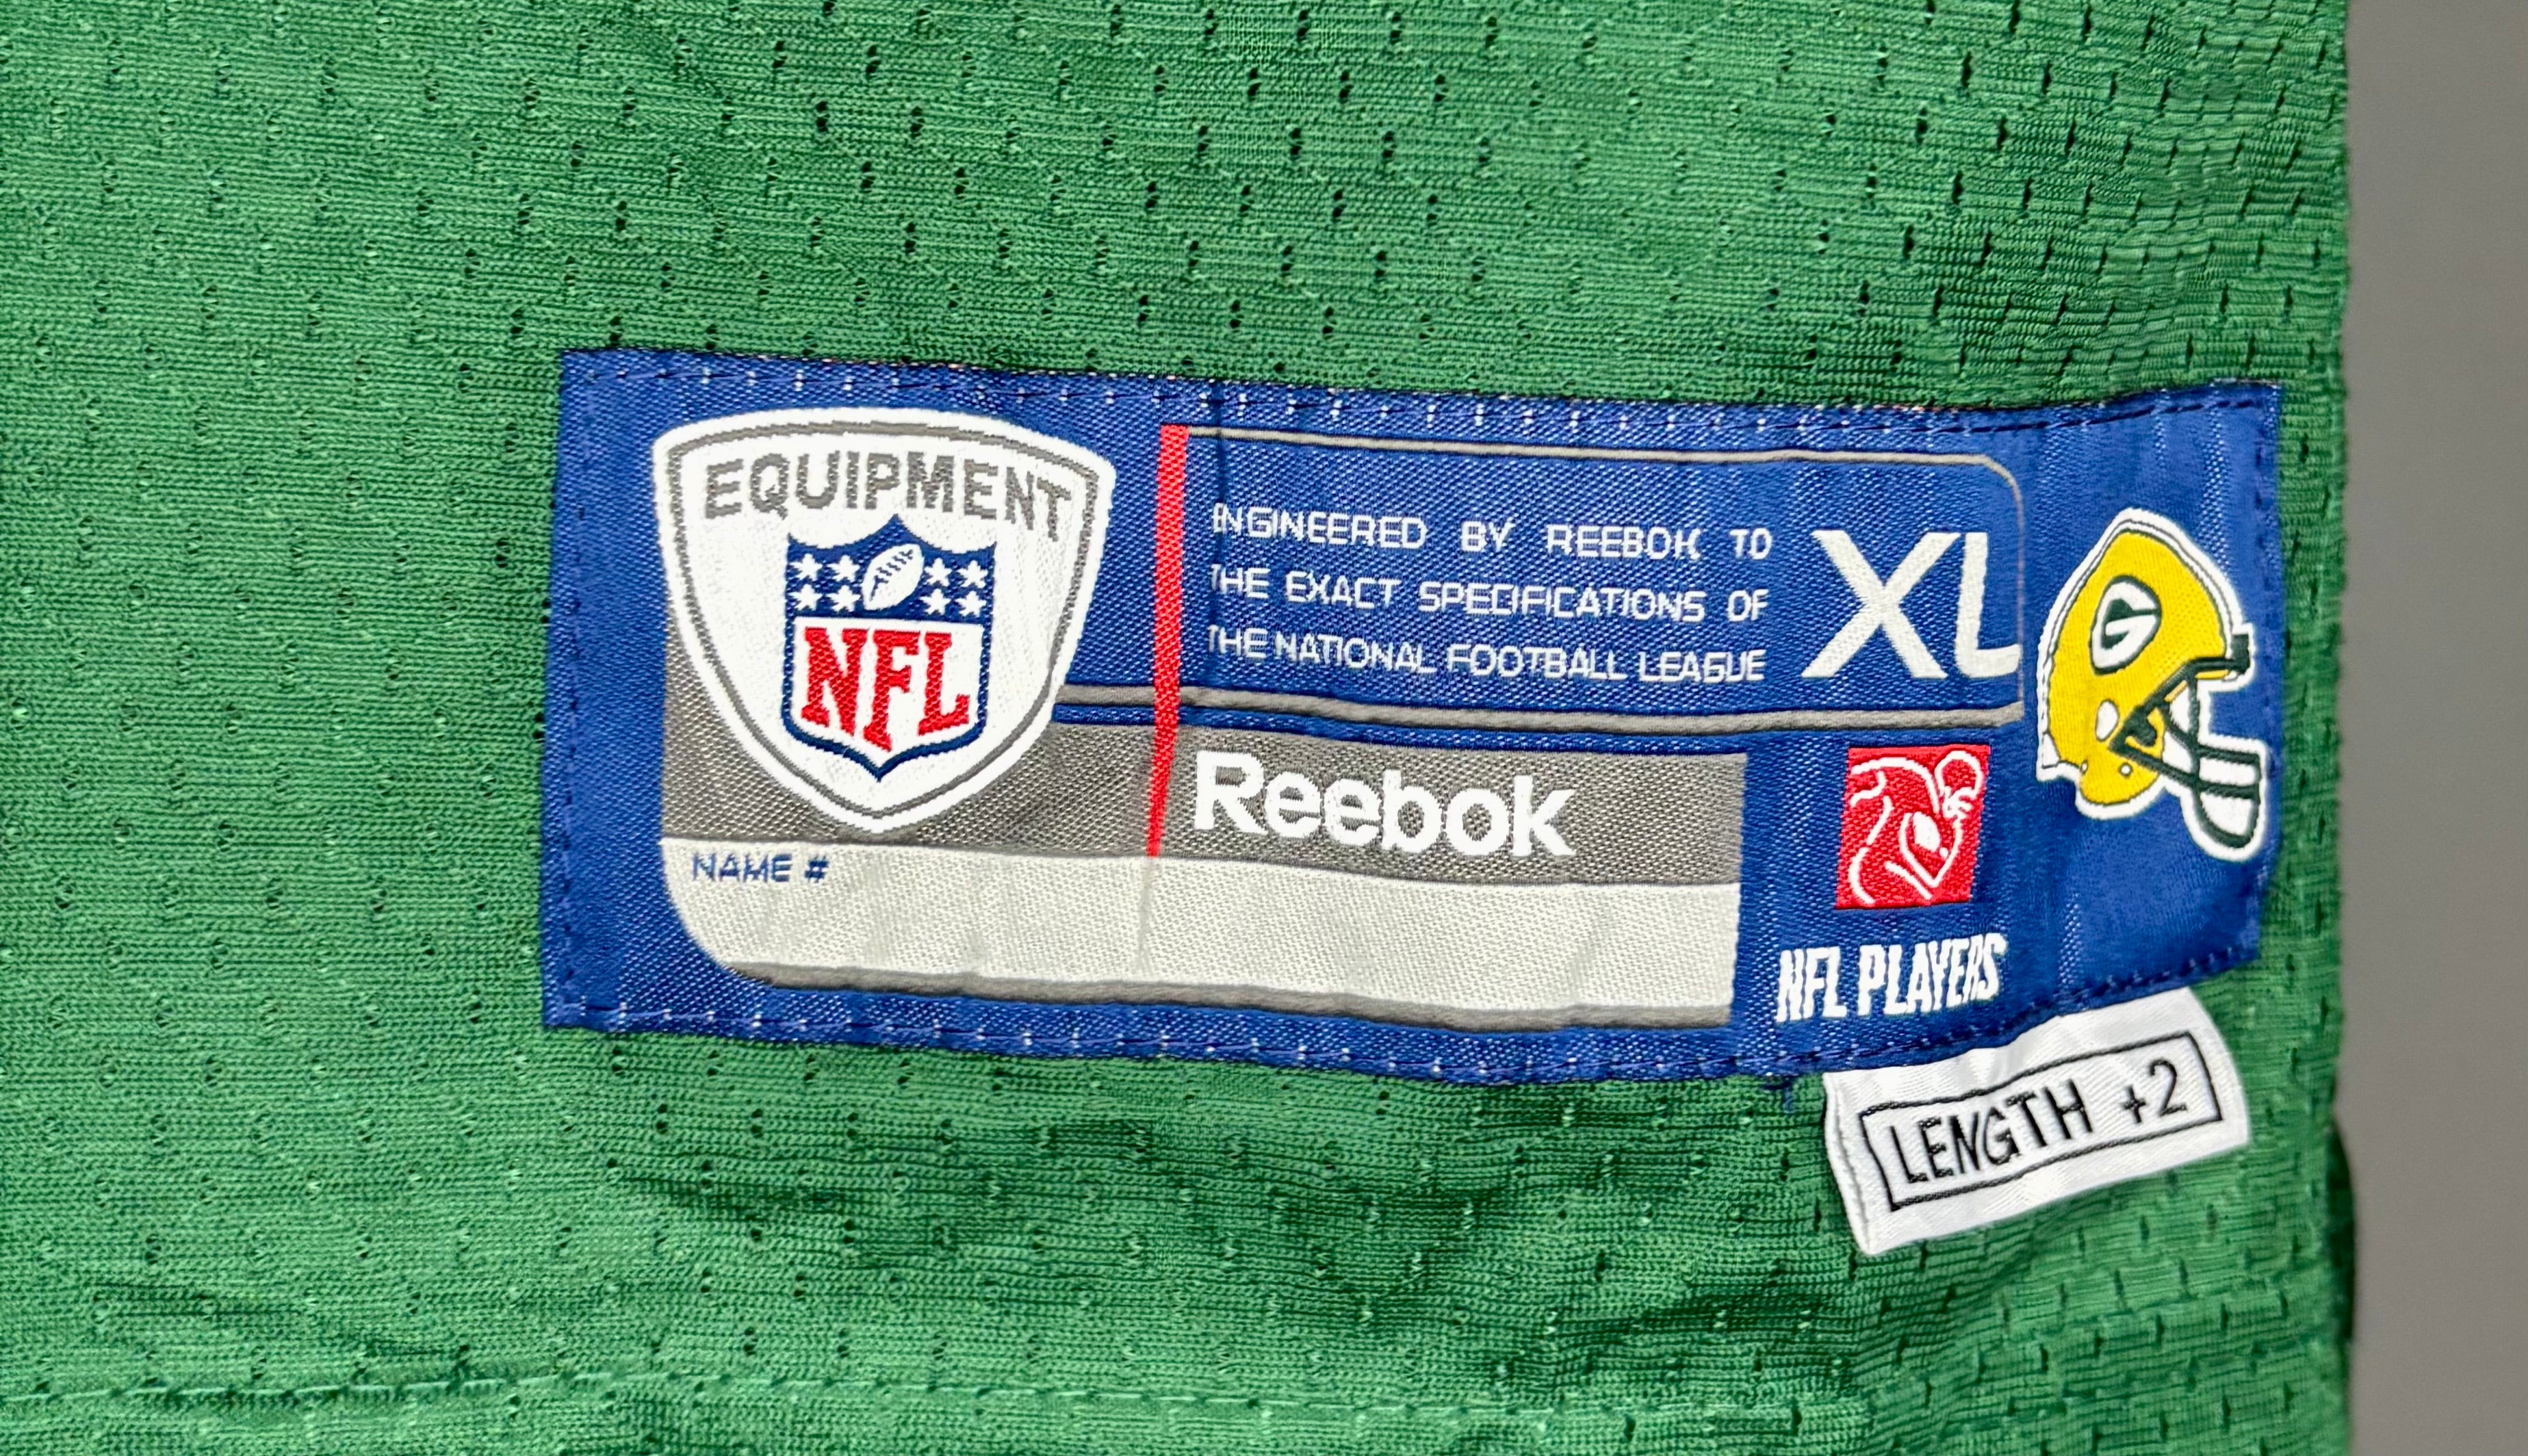 EQUIPMENT
NFL
ENGINEERED BY REEBOK TO
THE EXACT SPECIFICATIONS OF
THE NATIONAL FOOTBALL LEAGUE
XL
G
Reebok
NAME #
NFL PLAYERS
LENGTH +2